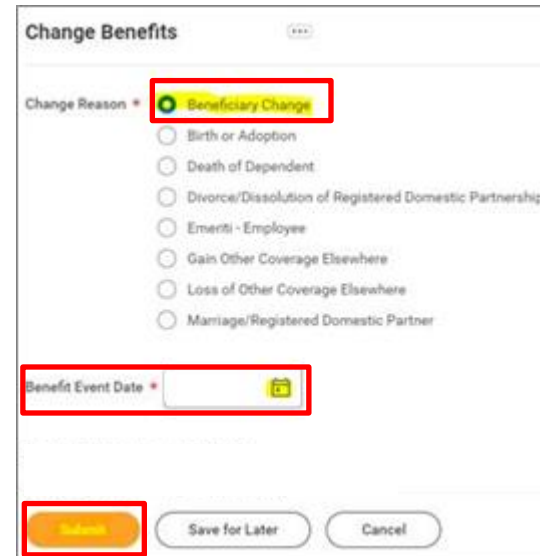 Change Benefits
Change Reason * Beneficiary Change
Birth or Adoption
Death of Dependent
Divorce/Dissolution of Registered Domestic Partnership
Emeriti - Employee
Gain Other Coverage Elsewhere
Loss of Other Coverage Elsewhere
Marriage/Registered Domestic Partner
Benefit Event Date *
Submit Save for Later Cancel